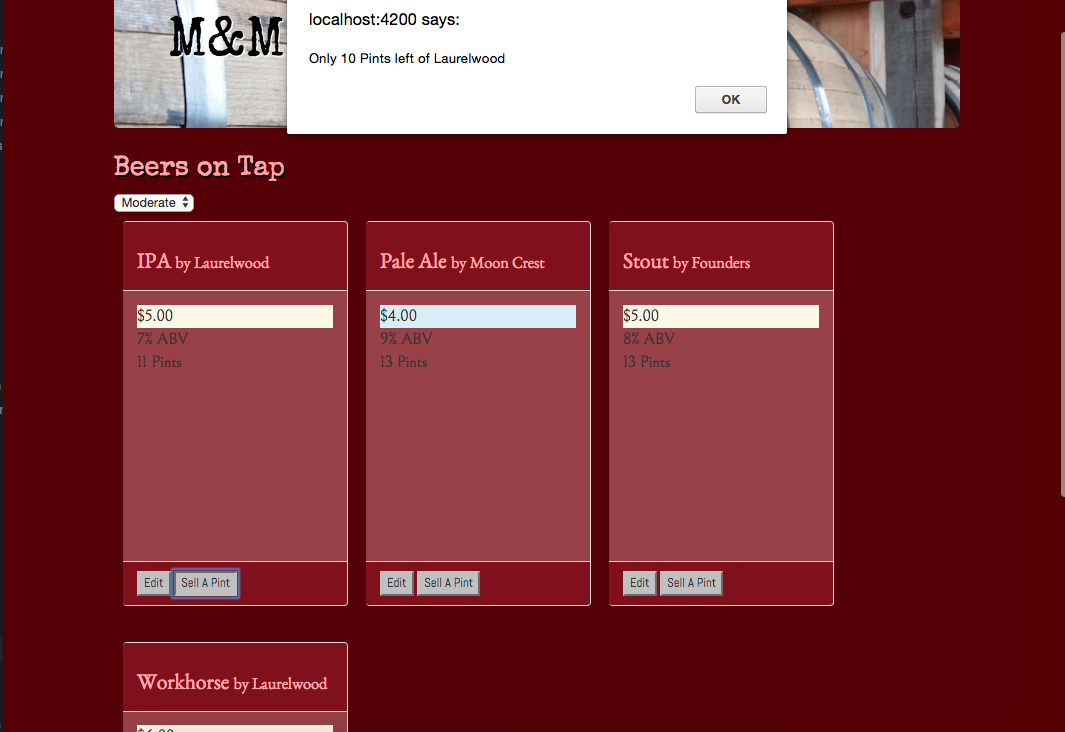 M&M
localhost:4200 says:
Only 10 Pints left of Laurelwood
OK
Beers on Tap
Moderate
IPA by Laurelwood
$5.00
7% ABV
11 Pints
Edit
Sell A Pint
Pale Ale by Moon Crest
$4.00
9% ABV
13 Pints
Edit
Sell A Pint
Stout by Founders
$5.00
8% ABV
13 Pints
Edit
Sell A Pint
Workhorse by Laurelwood